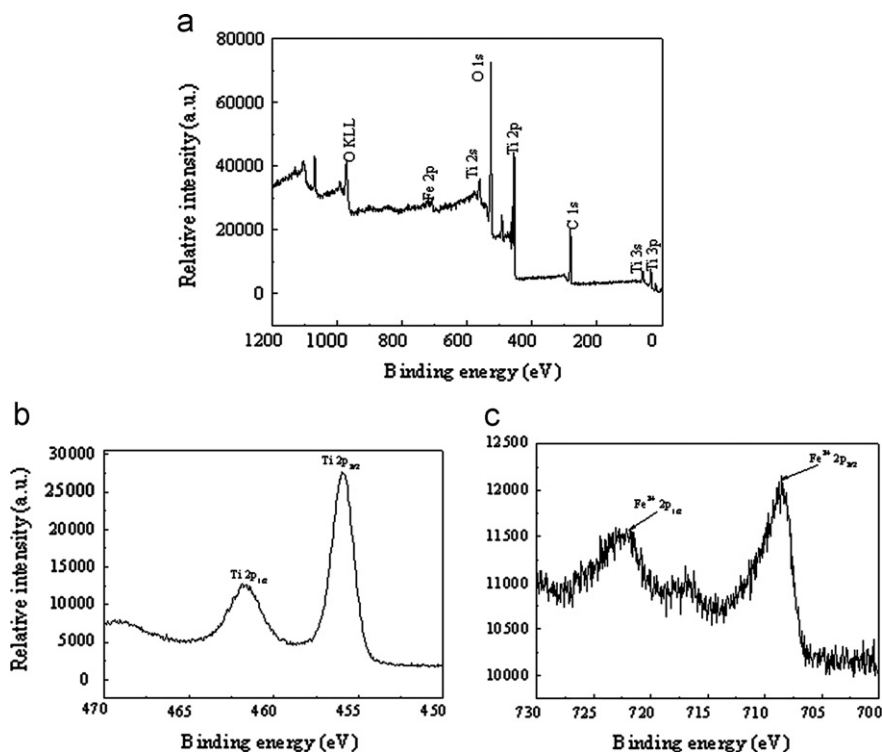 a
80000
60000
40000
20000
0
Relative intensity (a.u.)
O KLL
Fe 2p
Ti 2s
O 1s
Ti 2p
C 1s
Ti 3s
Ti 3p
1200 1000 800 600 400 200 0
Binding energy (eV)
b
30000
25000
20000
15000
10000
5000
0
Relative intensity (a.u.)
Ti 2p3/2
Ti 2p1/2
470 465 460 455 4.50
Binding energy (eV)
c
12500
12000
11500
11000
10500
10000
Fe3+ 2p3/2
Fe3+ 2p1/2
730 725 720 715 710 705 700
Binding energy (eV)